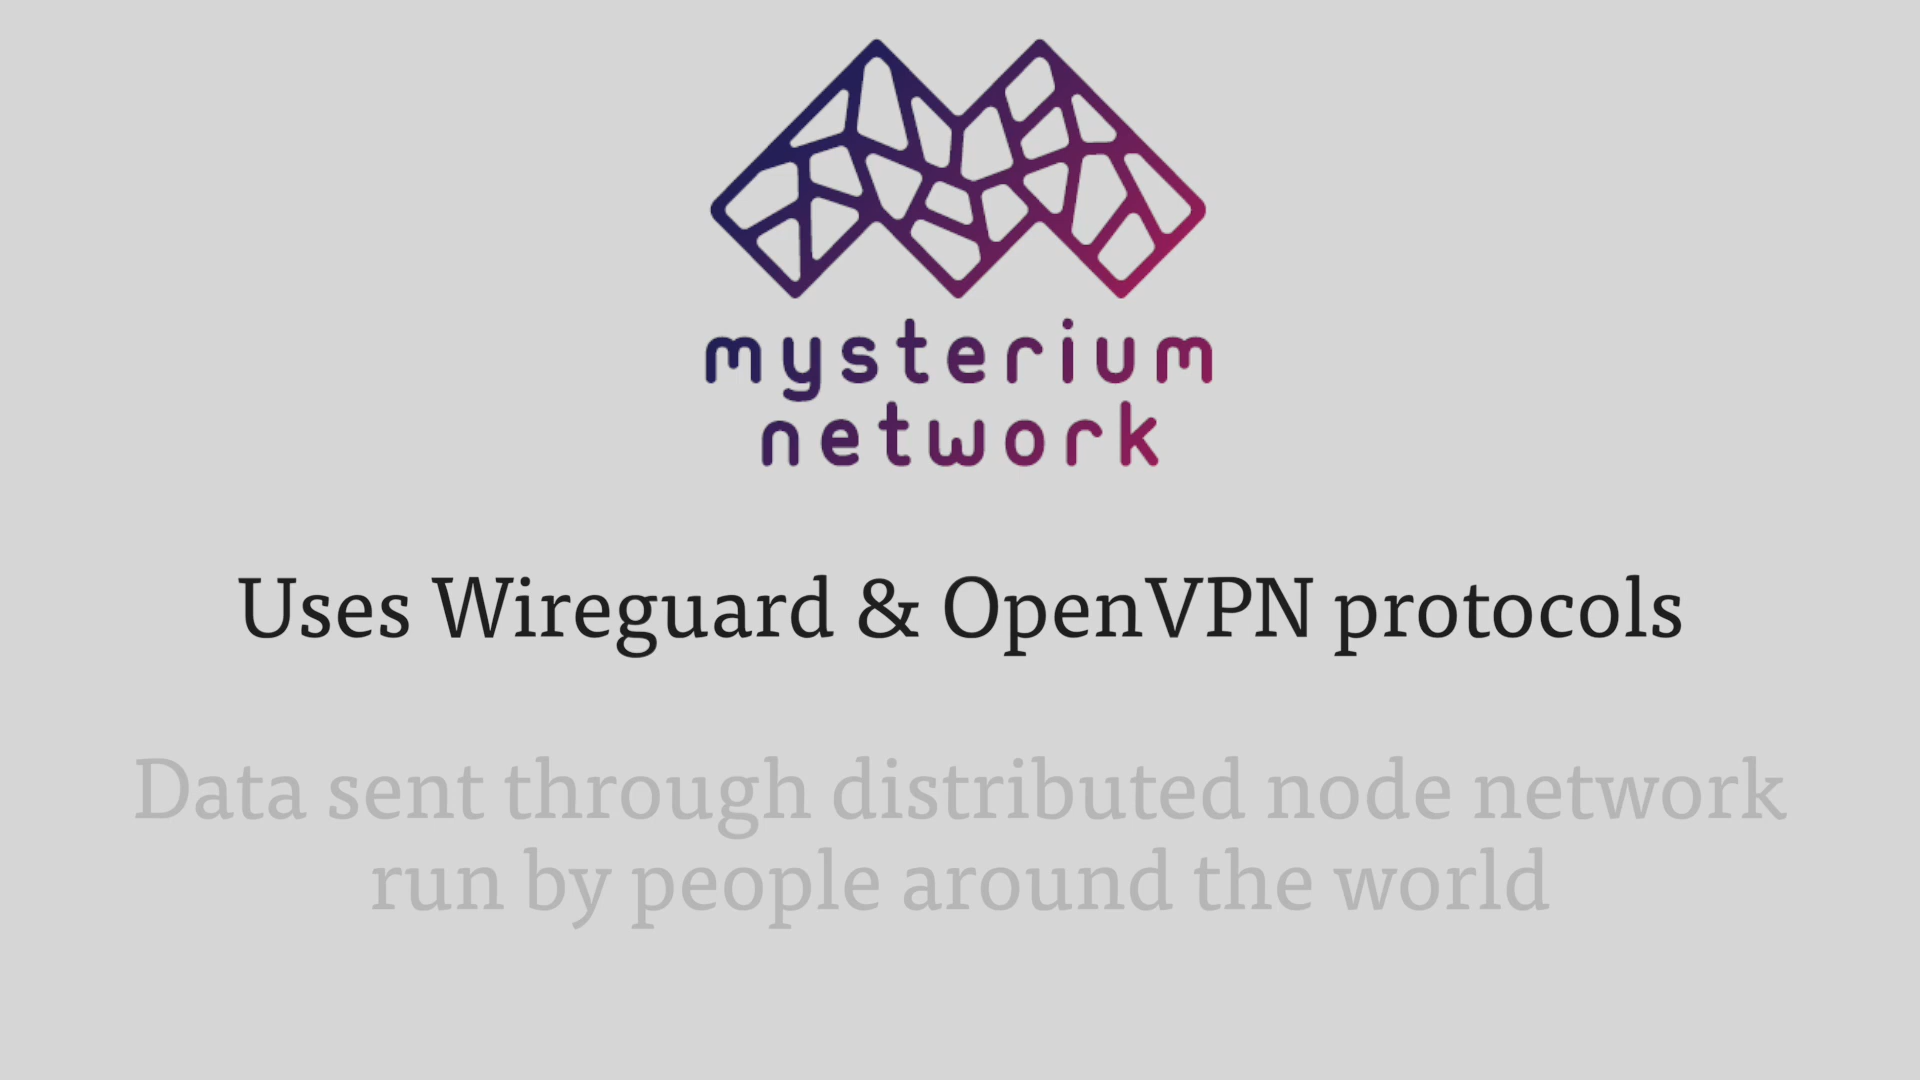 mysterium
network
Uses Wireguard & OpenVPN protocols
Data sent through distributed node network
run by people around the world